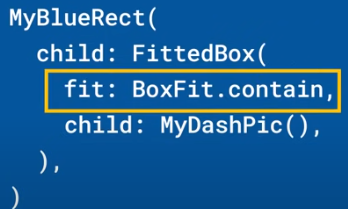 MyBlueRect(
  child: FittedBox(
    fit: BoxFit.contain,
    child: MyDashPic(),
  ),
)